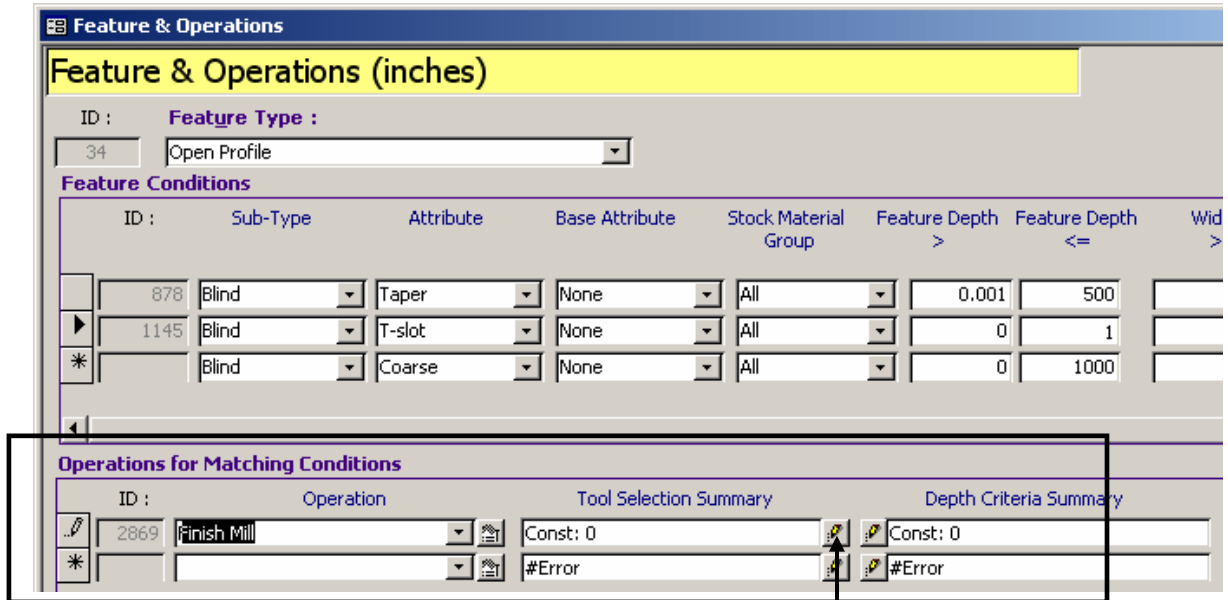 Feature & Operations
Feature & Operations (inches)
ID : Feature Type :
34 Open Profile
Feature Conditions
ID : Sub-Type Attribute Base Attribute Stock Material Group Feature Depth > Feature Depth <= Wid >
878 Blind Taper None All 0.001 500
1145 Blind T-slot None All 0 1
Blind Coarse None All 0 1000
Operations for Matching Conditions
ID : Operation Tool Selection Summary Depth Criteria Summary
2869 Finish Mill Const: 0 Const: 0
#Error #Error